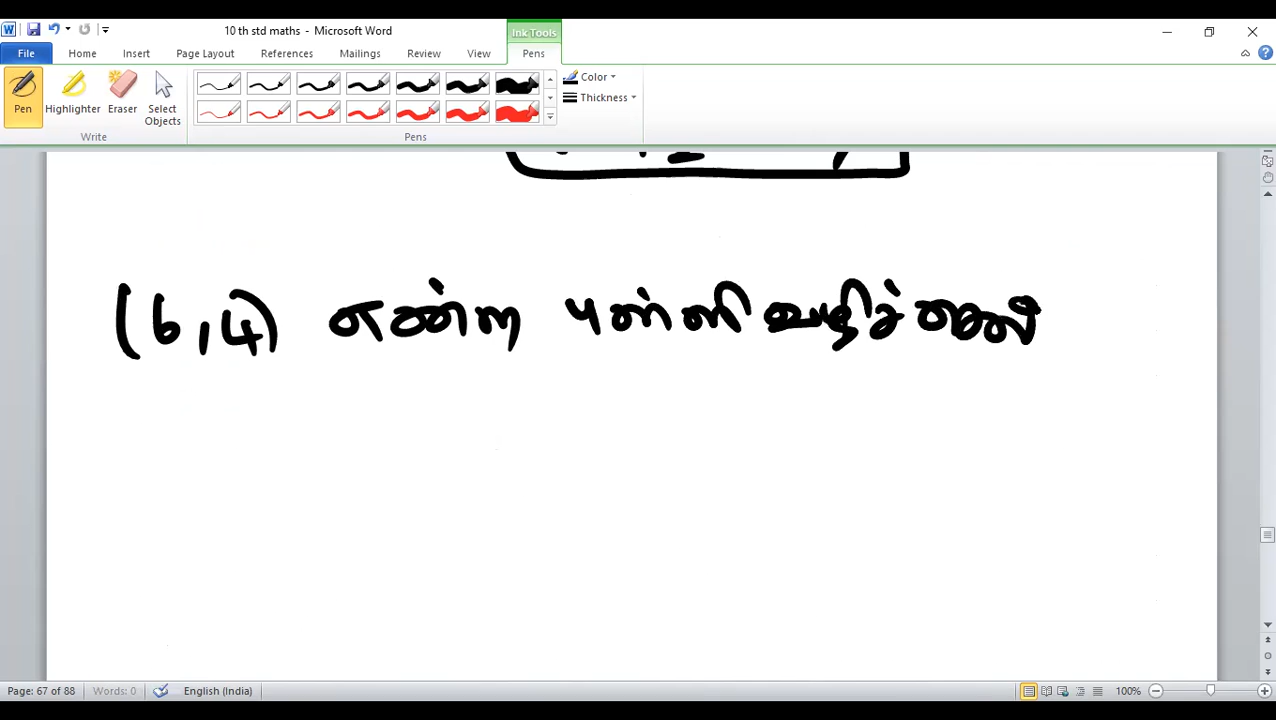 10 th std maths - Microsoft Word
Ink Tools
File Home Insert Page Layout References Mailings Review View Pens
Pen Highlighter Eraser Select Objects
Color
Thickness
Write Pens
(6,4) என்ற புள்ளி வழிச்
Page: 67 of 88 Words: 0 English (India) 100%